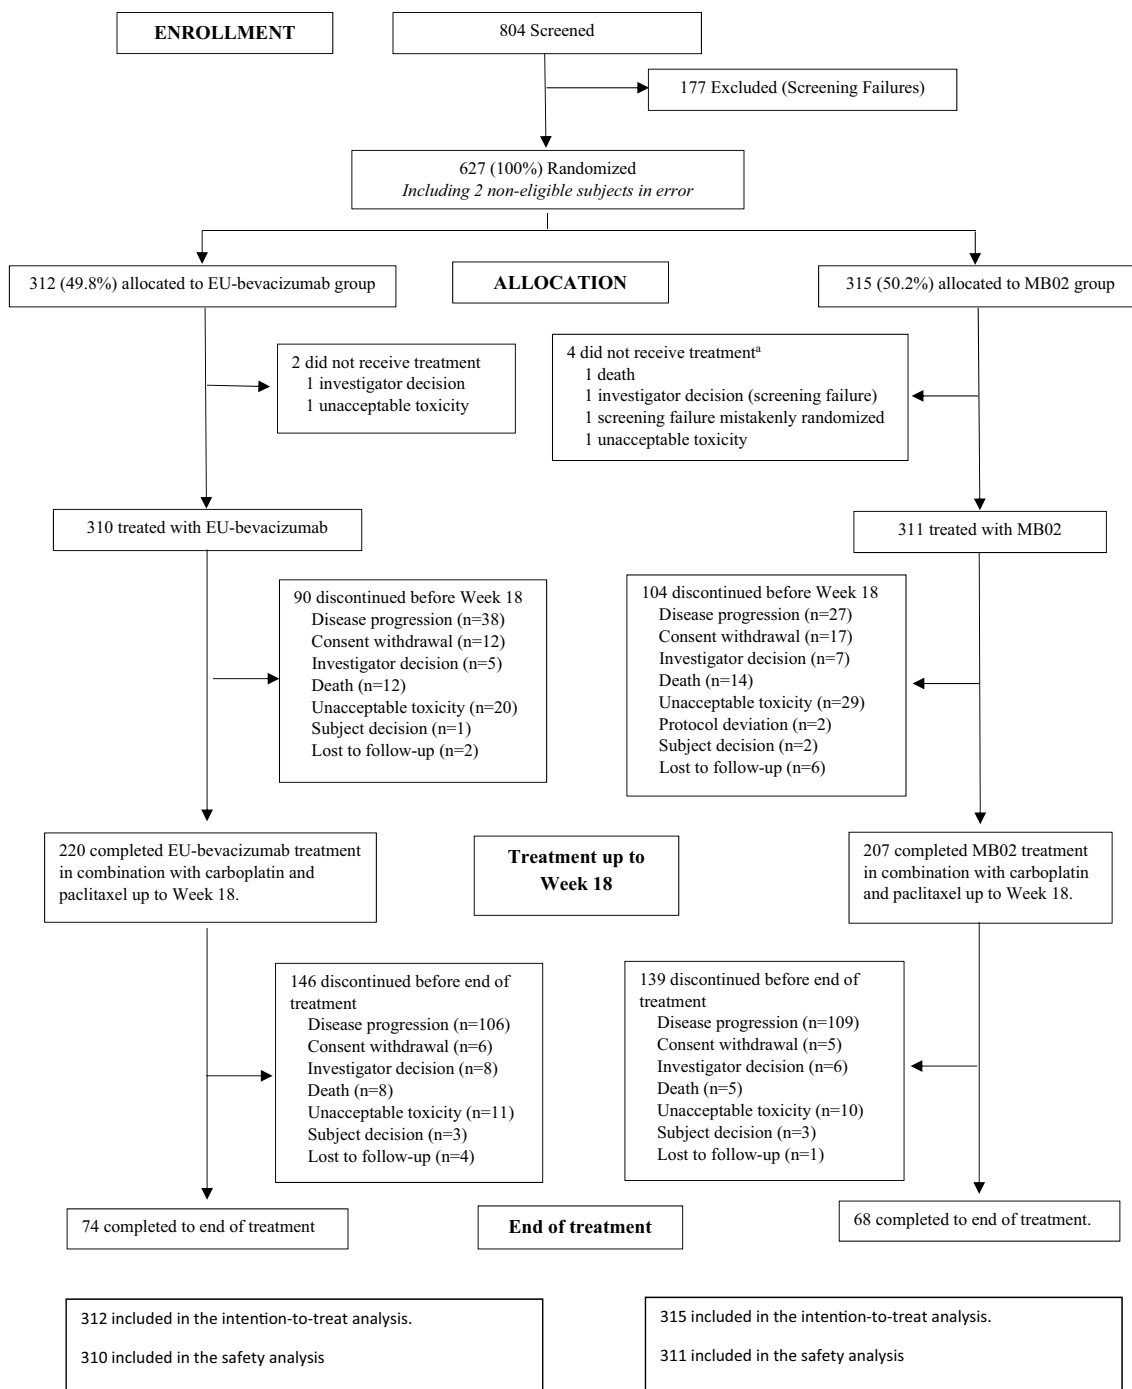 ENROLLMENT
804 Screened
177 Excluded (Screening Failures)
627 (100%) Randomized
Including 2 non-eligible subjects in error
312 (49.8%) allocated to EU-bevacizumab group
ALLOCATION
315 (50.2%) allocated to MB02 group
2 did not receive treatment
1 investigator decision
1 unacceptable toxicity
4 did not receive treatmentᵃ
1 death
1 investigator decision (screening failure)
1 screening failure mistakenly randomized
1 unacceptable toxicity
310 treated with EU-bevacizumab
311 treated with MB02
90 discontinued before Week 18
Disease progression (n=38)
Consent withdrawal (n=12)
Investigator decision (n=5)
Death (n=12)
Unacceptable toxicity (n=20)
Subject decision (n=1)
Lost to follow-up (n=2)
104 discontinued before Week 18
Disease progression (n=27)
Consent withdrawal (n=17)
Investigator decision (n=7)
Death (n=14)
Unacceptable toxicity (n=29)
Protocol deviation (n=2)
Subject decision (n=2)
Lost to follow-up (n=6)
220 completed EU-bevacizumab treatment
in combination with carboplatin and
paclitaxel up to Week 18.
Treatment up to
Week 18
207 completed MB02 treatment
in combination with carboplatin
and paclitaxel up to Week 18.
146 discontinued before end of
treatment
Disease progression (n=106)
Consent withdrawal (n=6)
Investigator decision (n=8)
Death (n=8)
Unacceptable toxicity (n=11)
Subject decision (n=3)
Lost to follow-up (n=4)
139 discontinued before end of
treatment
Disease progression (n=109)
Consent withdrawal (n=5)
Investigator decision (n=6)
Death (n=5)
Unacceptable toxicity (n=10)
Subject decision (n=3)
Lost to follow-up (n=1)
74 completed to end of treatment
End of treatment
68 completed to end of treatment.
312 included in the intention-to-treat analysis.
310 included in the safety analysis
315 included in the intention-to-treat analysis.
311 included in the safety analysis